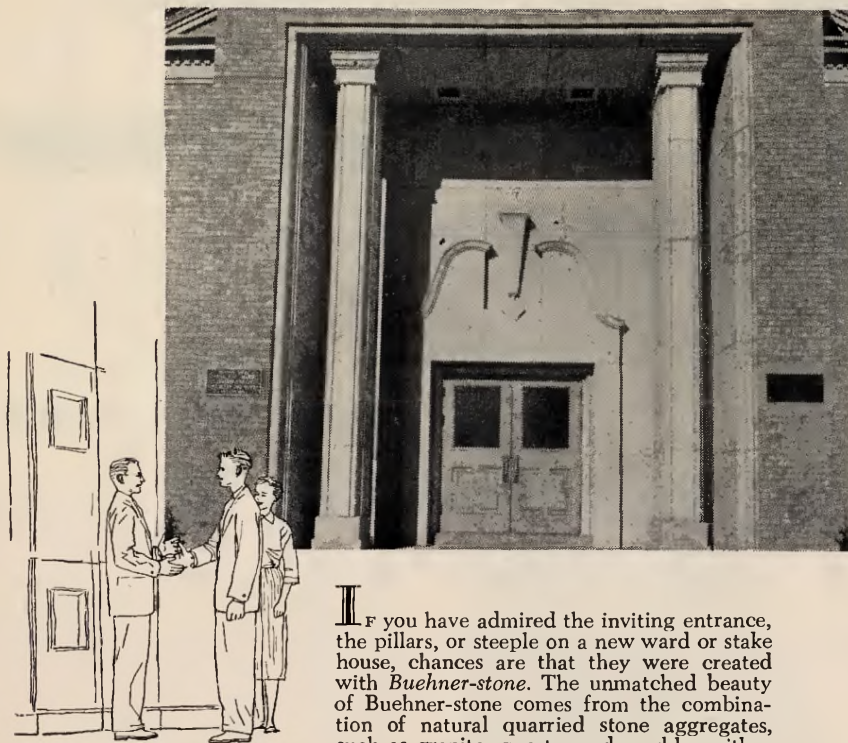 IF you have admired the inviting entrance,
the pillars, or steeple on a new ward or stake
house, chances are that they were created
with Buehner-stone. The unmatched beauty
of Buehner-stone comes from the combina-
tion of natural quarried stone aggregates,